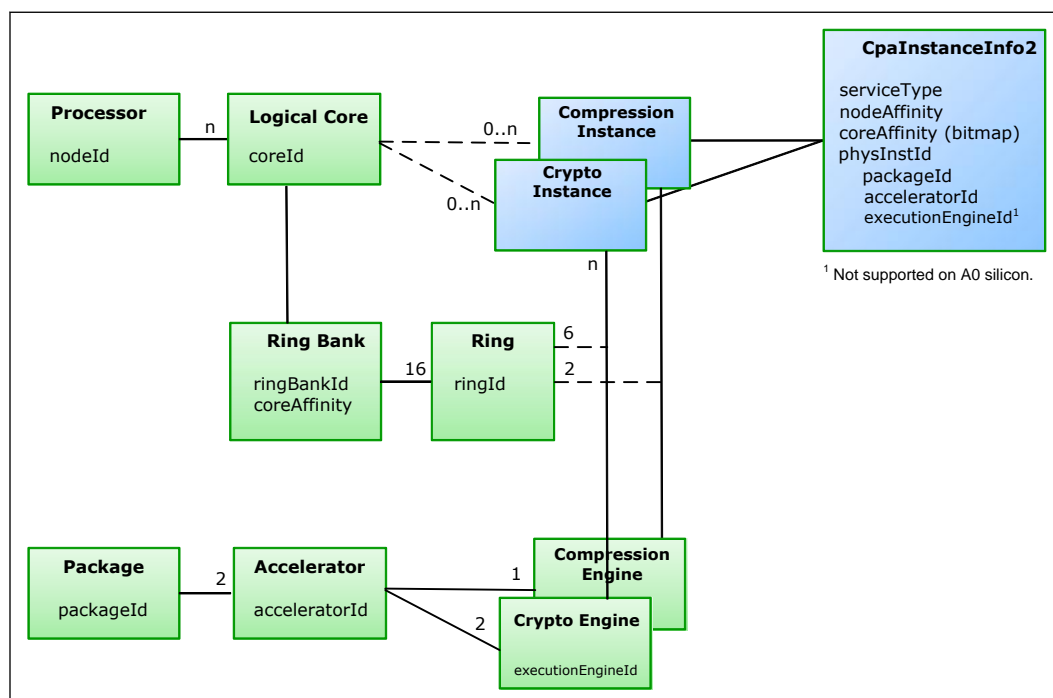 CpaInstanceInfo2
serviceType
nodeAffinity
coreAffinity (bitmap)
physInstId
packageId
acceleratorId
executionEngineId1
1 Not supported on A0 silicon.
Processor
nodeId
n
Logical Core
coreId
0..n
0..n
Compression
Instance
Crypto
Instance
n
Ring Bank
ringBankId
coreAffinity
16
Ring
ringId
6
2
Package
packageId
2
Accelerator
acceleratorId
1
2
Compression
Engine
Crypto Engine
executionEngineId